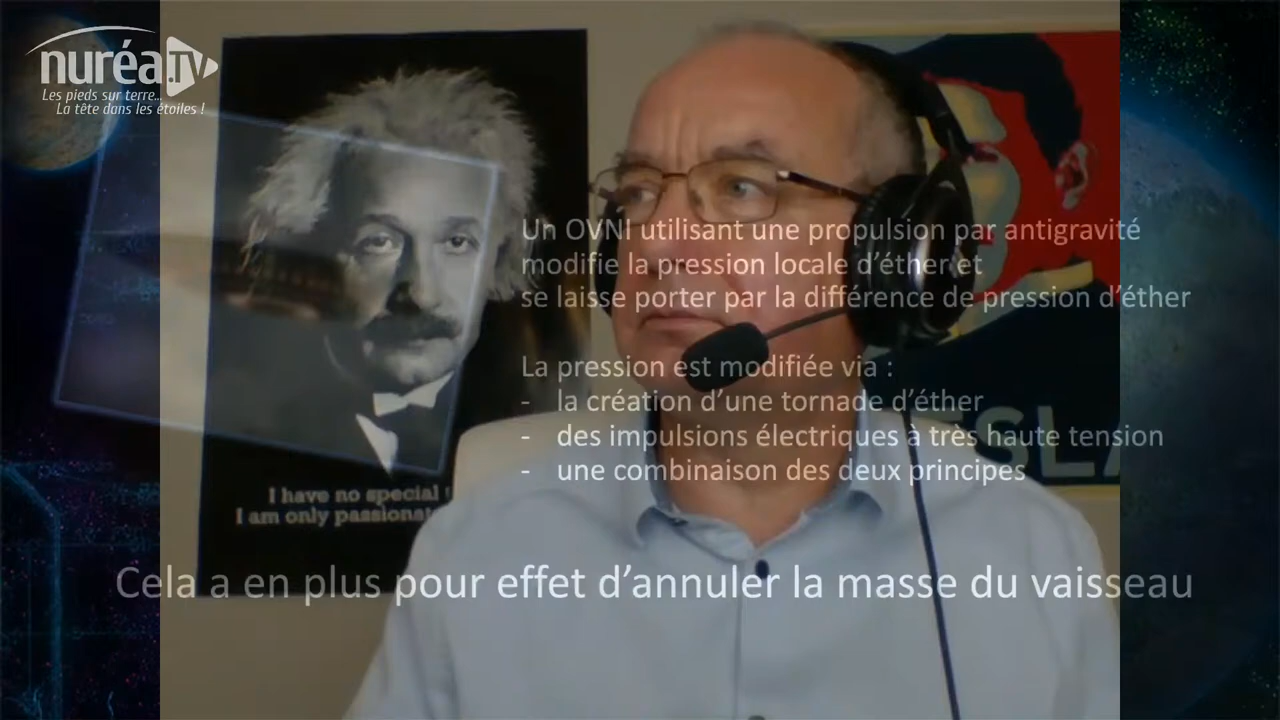 nuréa.TV
Les pieds sur terre...
La tête dans les étoiles !
Un OVNI utilisant une propulsion par antigravité
modifie la pression locale d'éther et
se laisse porter par la différence de pression d'éther
La pression est modifiée via :
- la création d'une tornade d'éther
- des impulsions électriques à très haute tension
- une combinaison des deux principes
I have no special
I am only passionat
Cela a en plus pour effet d'annuler la masse du vaisseau